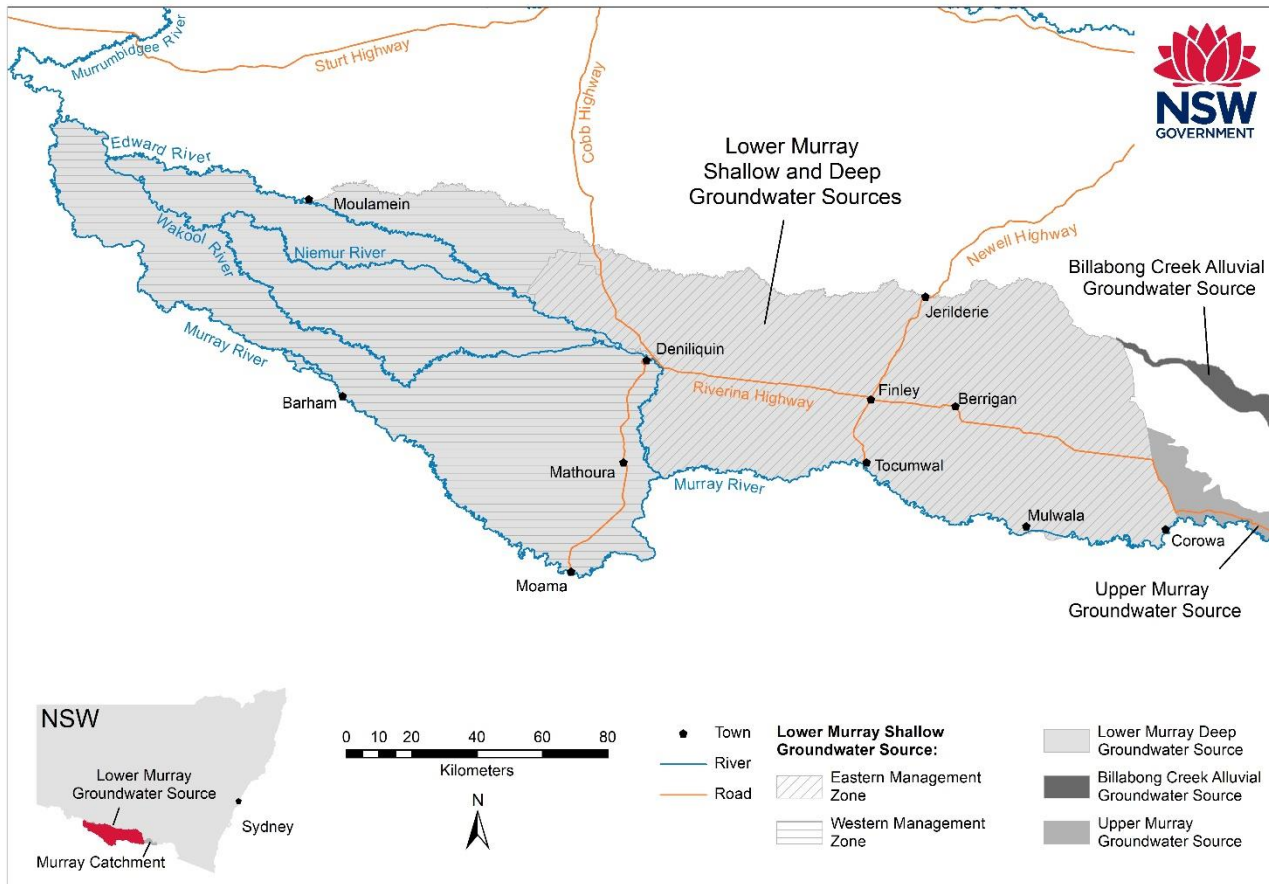 Murrumbidgee River
Sturt Highway
Cobb Highway
NSW
GOVERNMENT
Lower Murray
Shallow and Deep
Groundwater Sources
Edward River
Moulamein
Wakool River
Niemur River
Newell Highway
Billabong Creek Alluvial
Groundwater Source
Jerilderie
Murray River
Deniliquin
Riverina Highway
Finley
Berrigan
Barham
Mathoura
Murray River
Tocumwal
Mulwala
Corowa
Moama
Upper Murray
Groundwater Source
NSW
Lower Murray
Groundwater Source
Sydney
Murray Catchment
0 10 20 40 60 80
Kilometers
N
Town
River
Road
Lower Murray Shallow
Groundwater Source:
Eastern Management
Zone
Western Management
Zone
Lower Murray Deep
Groundwater Source
Billabong Creek Alluvial
Groundwater Source
Upper Murray
Groundwater Source